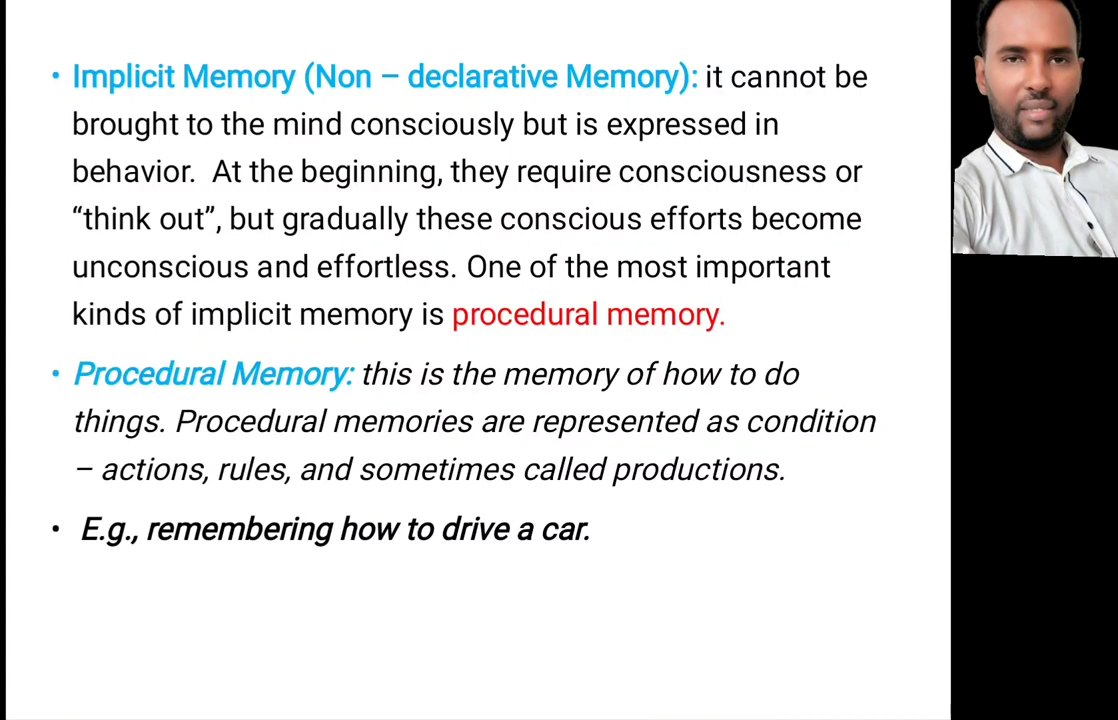 • Implicit Memory (Non – declarative Memory): it cannot be
brought to the mind consciously but is expressed in
behavior.  At the beginning, they require consciousness or
“think out”, but gradually these conscious efforts become
unconscious and effortless. One of the most important
kinds of implicit memory is procedural memory.
• Procedural Memory: this is the memory of how to do
things. Procedural memories are represented as condition
– actions, rules, and sometimes called productions.
• E.g., remembering how to drive a car.